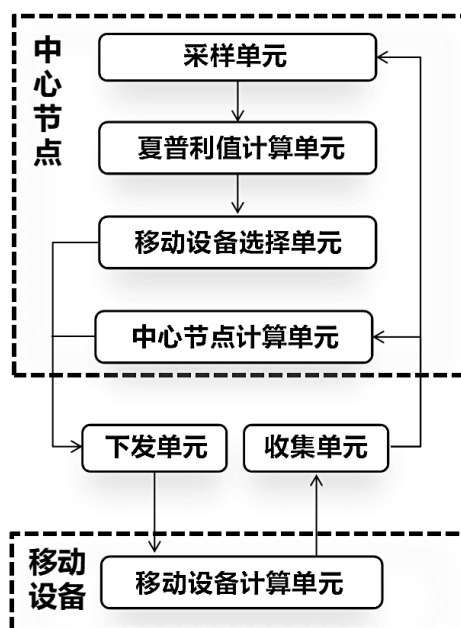 中心节点
采样单元
夏普利值计算单元
移动设备选择单元
中心节点计算单元
下发单元
收集单元
移动
设备
移动设备计算单元